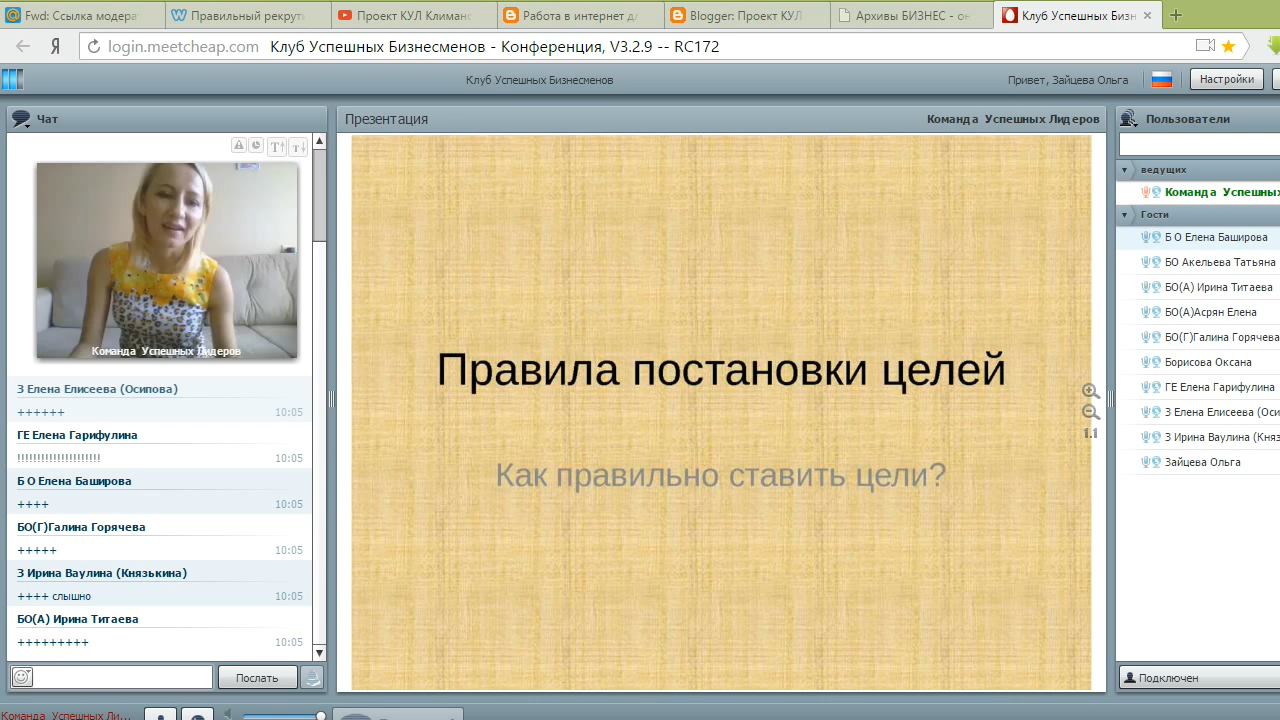 Fwd: Ссылка модера
Правильный рекрут
Проект КУЛ Климан
Работа в интернет д
Blogger: Проект КУЛ
Архивы БИЗНЕС - он
Клуб Успешных Бизн
login.meetcheap.com Клуб Успешных Бизнесменов - Конференция, V3.2.9 -- RC172
Клуб Успешных Бизнесменов
Привет, Зайцева Ольга
Настройки
Чат
Команда Успешных Лидеров
З Елена Елисеева (Осипова)
++++++ 10:05
ГЕ Елена Гарифулина
!!!!!!!!!!!!!!!!!!!!! 10:05
Б О Елена Баширова
++++ 10:05
БО(Г)Галина Горячева
+++++ 10:05
З Ирина Ваулина (Князькина)
++++ слышно 10:05
БО(А) Ирина Титаева
+++++++++ 10:05
Послать
Презентация
Команда Успешных Лидеров
Правила постановки целей
Как правильно ставить цели?
1.1
Пользователи
ведущих
Команда Успешных
Гости
Б О Елена Баширова
БО Акельева Татьяна
БО(А) Ирина Титаева
БО(А)Асрян Елена
БО(Г)Галина Горячева
Борисова Оксана
ГЕ Елена Гарифулина
З Елена Елисеева (Оси
З Ирина Ваулина (Княз
Зайцева Ольга
Подключен
Команда Успешных Ли...